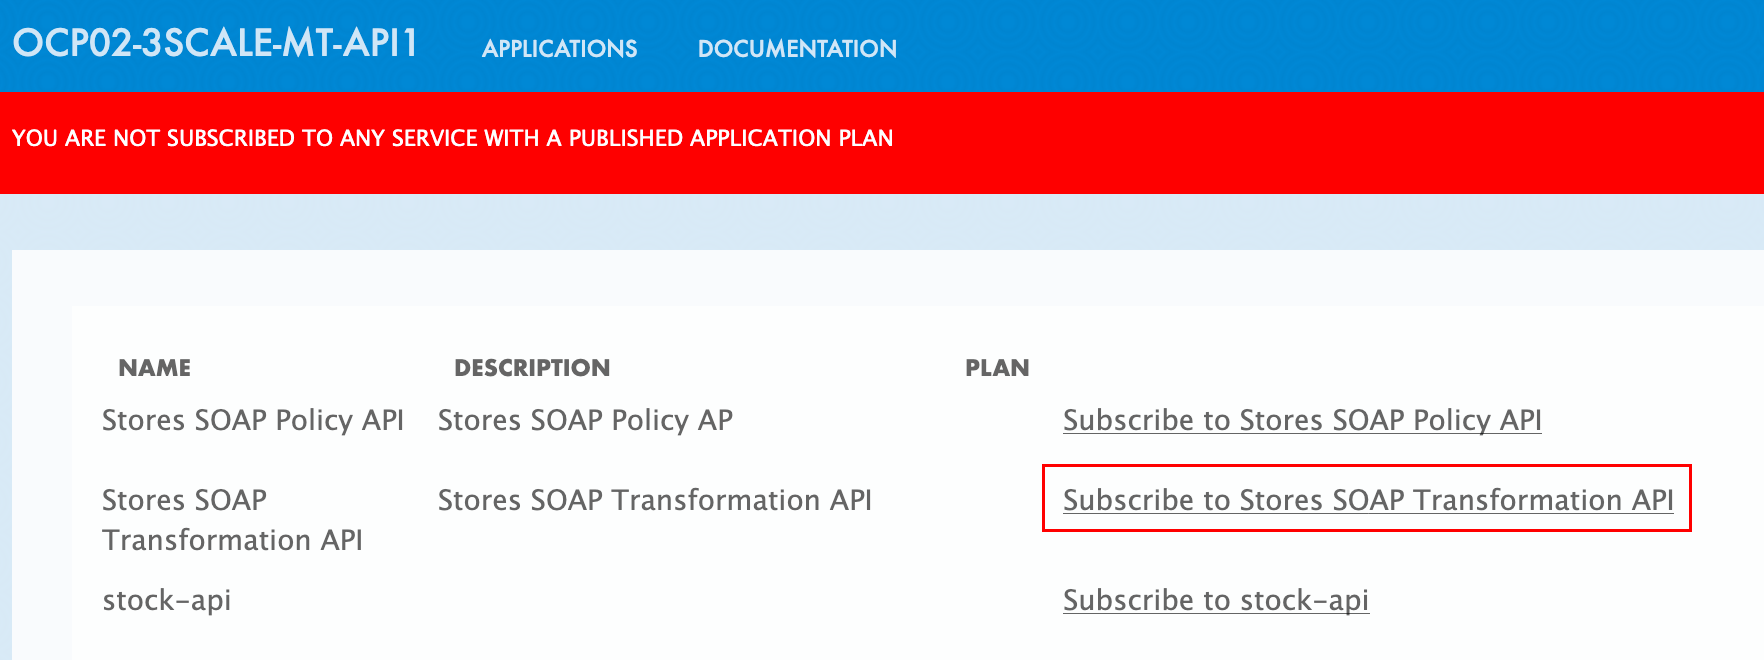 OCP02-3SCALE-MT-API1 APPLICATIONS DOCUMENTATION
YOU ARE NOT SUBSCRIBED TO ANY SERVICE WITH A PUBLISHED APPLICATION PLAN
NAME DESCRIPTION PLAN
Stores SOAP Policy API Stores SOAP Policy AP Subscribe to Stores SOAP Policy API
Stores SOAP Stores SOAP Transformation API Subscribe to Stores SOAP Transformation API
Transformation API
stock-api Subscribe to stock-api